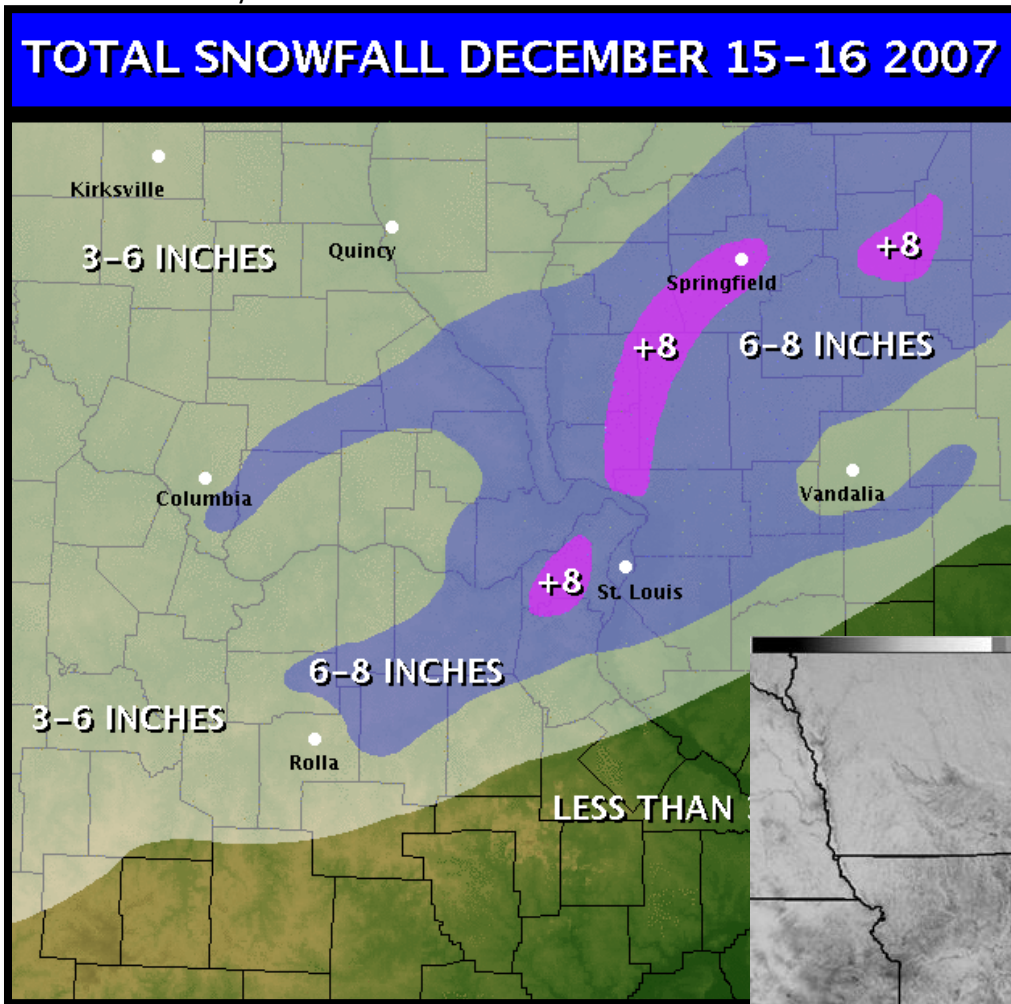 TOTAL SNOWFALL DECEMBER 15-16 2007
Kirksville
Quincy
3-6 INCHES
+8
Springfield
+8
6-8 INCHES
Columbia
Vandalia
+8
St. Louis
6-8 INCHES
3-6 INCHES
Rolla
LESS THAN